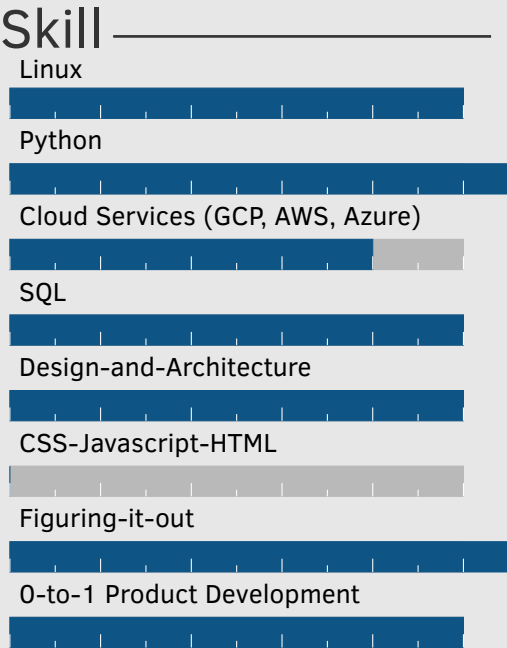 Skill
Linux
Python
Cloud Services (GCP, AWS, Azure)
SQL
Design-and-Architecture
CSS-Javascript-HTML
Figuring-it-out
0-to-1 Product Development